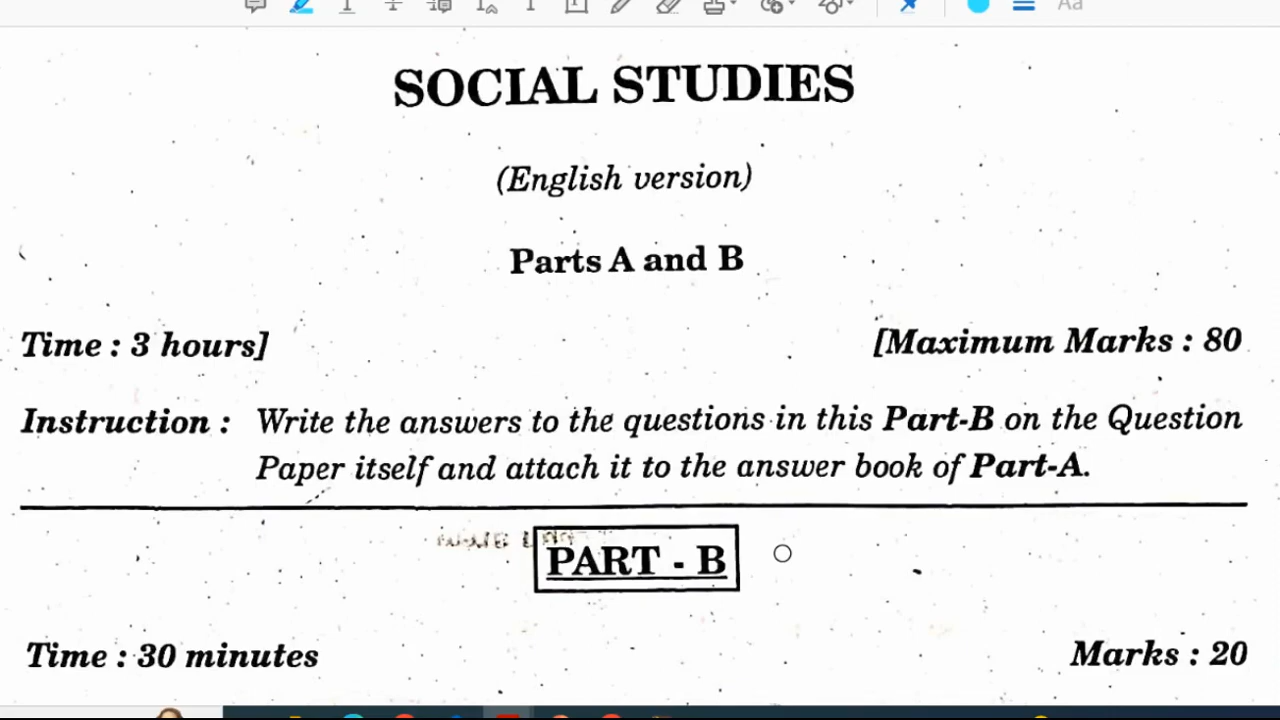 SOCIAL STUDIES
(English version)
Parts A and B
Time : 3 hours] [Maximum Marks : 80
Instruction : Write the answers to the questions in this Part-B on the Question
Paper itself and attach it to the answer book of Part-A.
PART - B
Time : 30 minutes Marks : 20